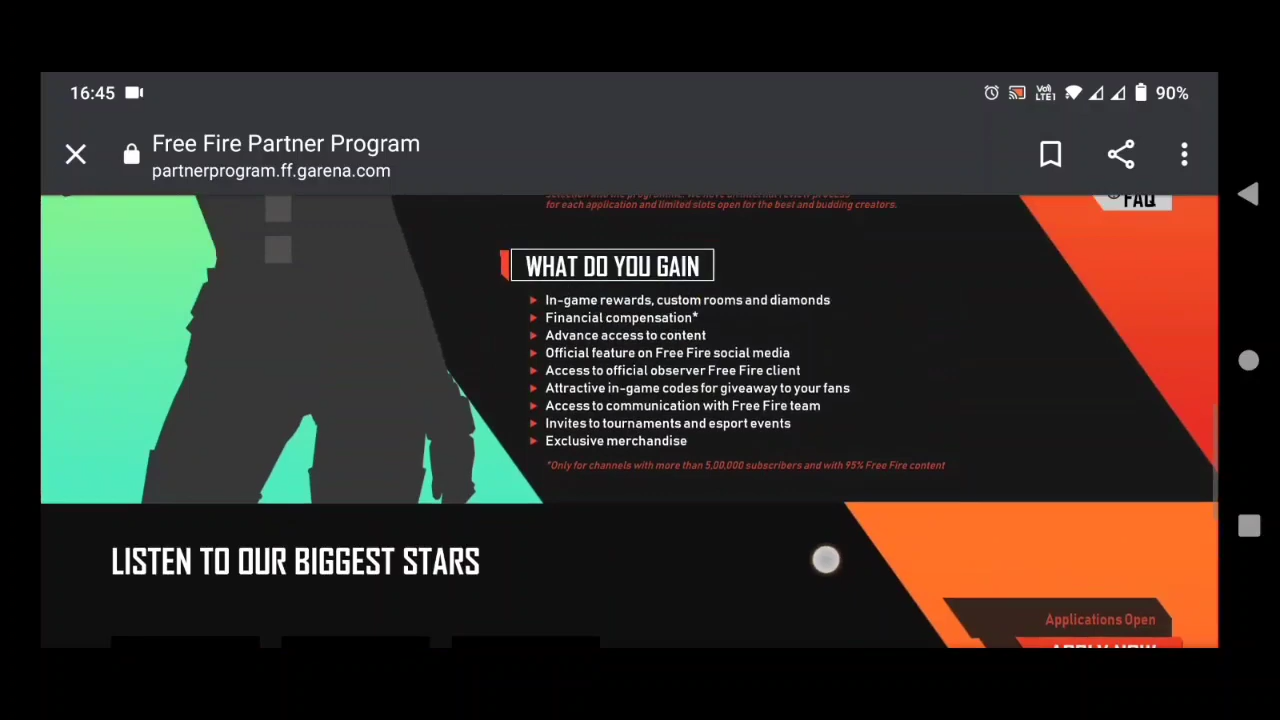 16:45
Vo)) LTE1
90%
Free Fire Partner Program
partnerprogram.ff.garena.com
for each application and limited slots open for the best and budding creators.
FAQ
WHAT DO YOU GAIN
In-game rewards, custom rooms and diamonds
Financial compensation*
Advance access to content
Official feature on Free Fire social media
Access to official observer Free Fire client
Attractive in-game codes for giveaway to your fans
Access to communication with Free Fire team
Invites to tournaments and esport events
Exclusive merchandise
*Only for channels with more than 5,00,000 subscribers and with 95% Free Fire content
LISTEN TO OUR BIGGEST STARS
Applications Open
APPLY NOW